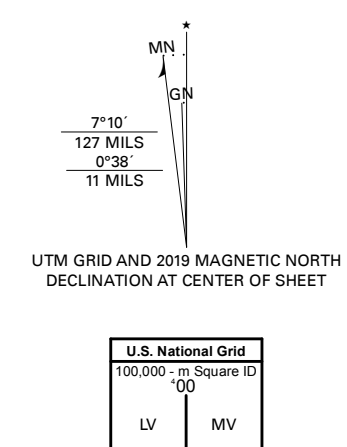 ★
MN
GN
7°10´
127 MILS
0°38´
11 MILS
UTM GRID AND 2019 MAGNETIC NORTH
DECLINATION AT CENTER OF SHEET
U.S. National Grid
100,000 - m Square ID
⁴00
LV MV